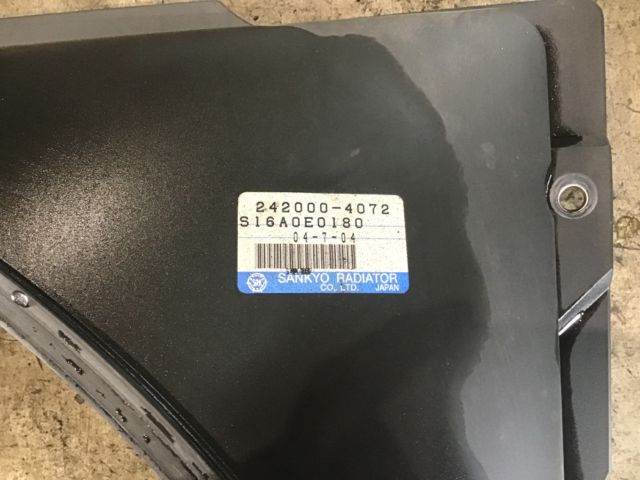 242000-4072
S16A0E0180
04-7-04
SANKYO RADIATOR
CO, LTD. JAPAN